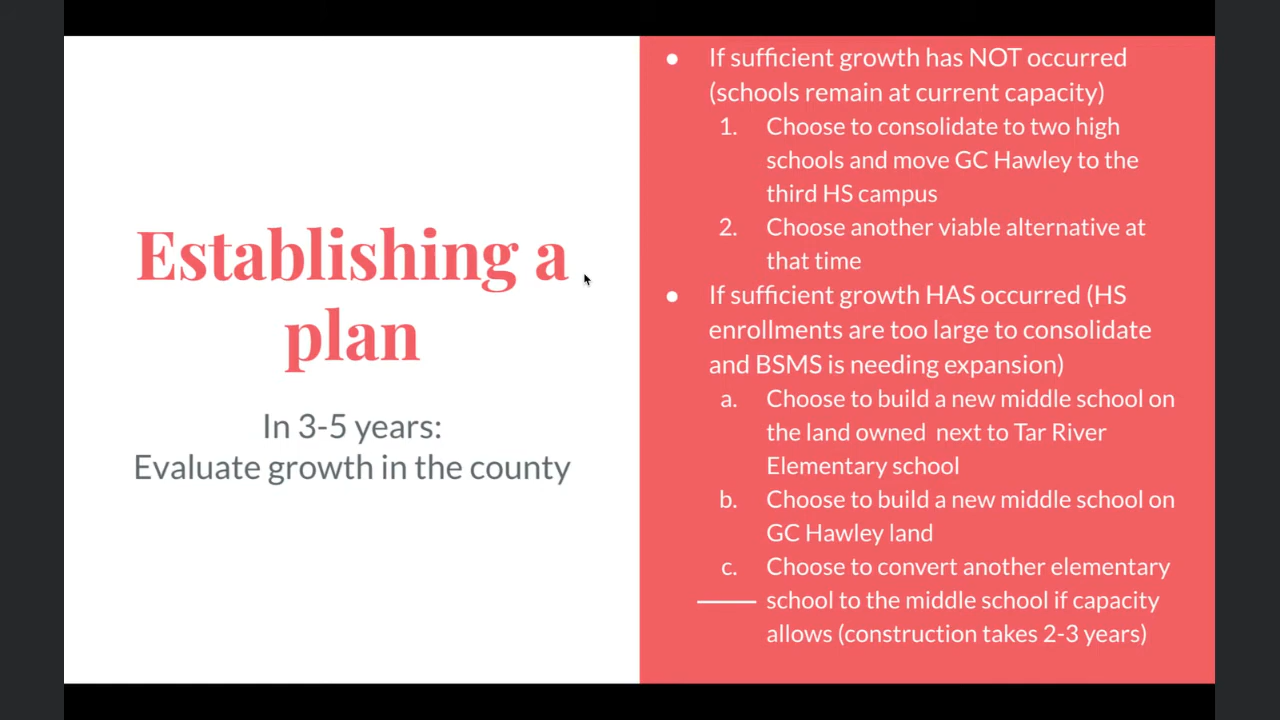 Establishing a
plan
In 3-5 years:
Evaluate growth in the county
● If sufficient growth has NOT occurred
(schools remain at current capacity)
1. Choose to consolidate to two high
schools and move GC Hawley to the
third HS campus
2. Choose another viable alternative at
that time
● If sufficient growth HAS occurred (HS
enrollments are too large to consolidate
and BSMS is needing expansion)
a. Choose to build a new middle school on
the land owned  next to Tar River
Elementary school
b. Choose to build a new middle school on
GC Hawley land
c. Choose to convert another elementary
school to the middle school if capacity
allows (construction takes 2-3 years)